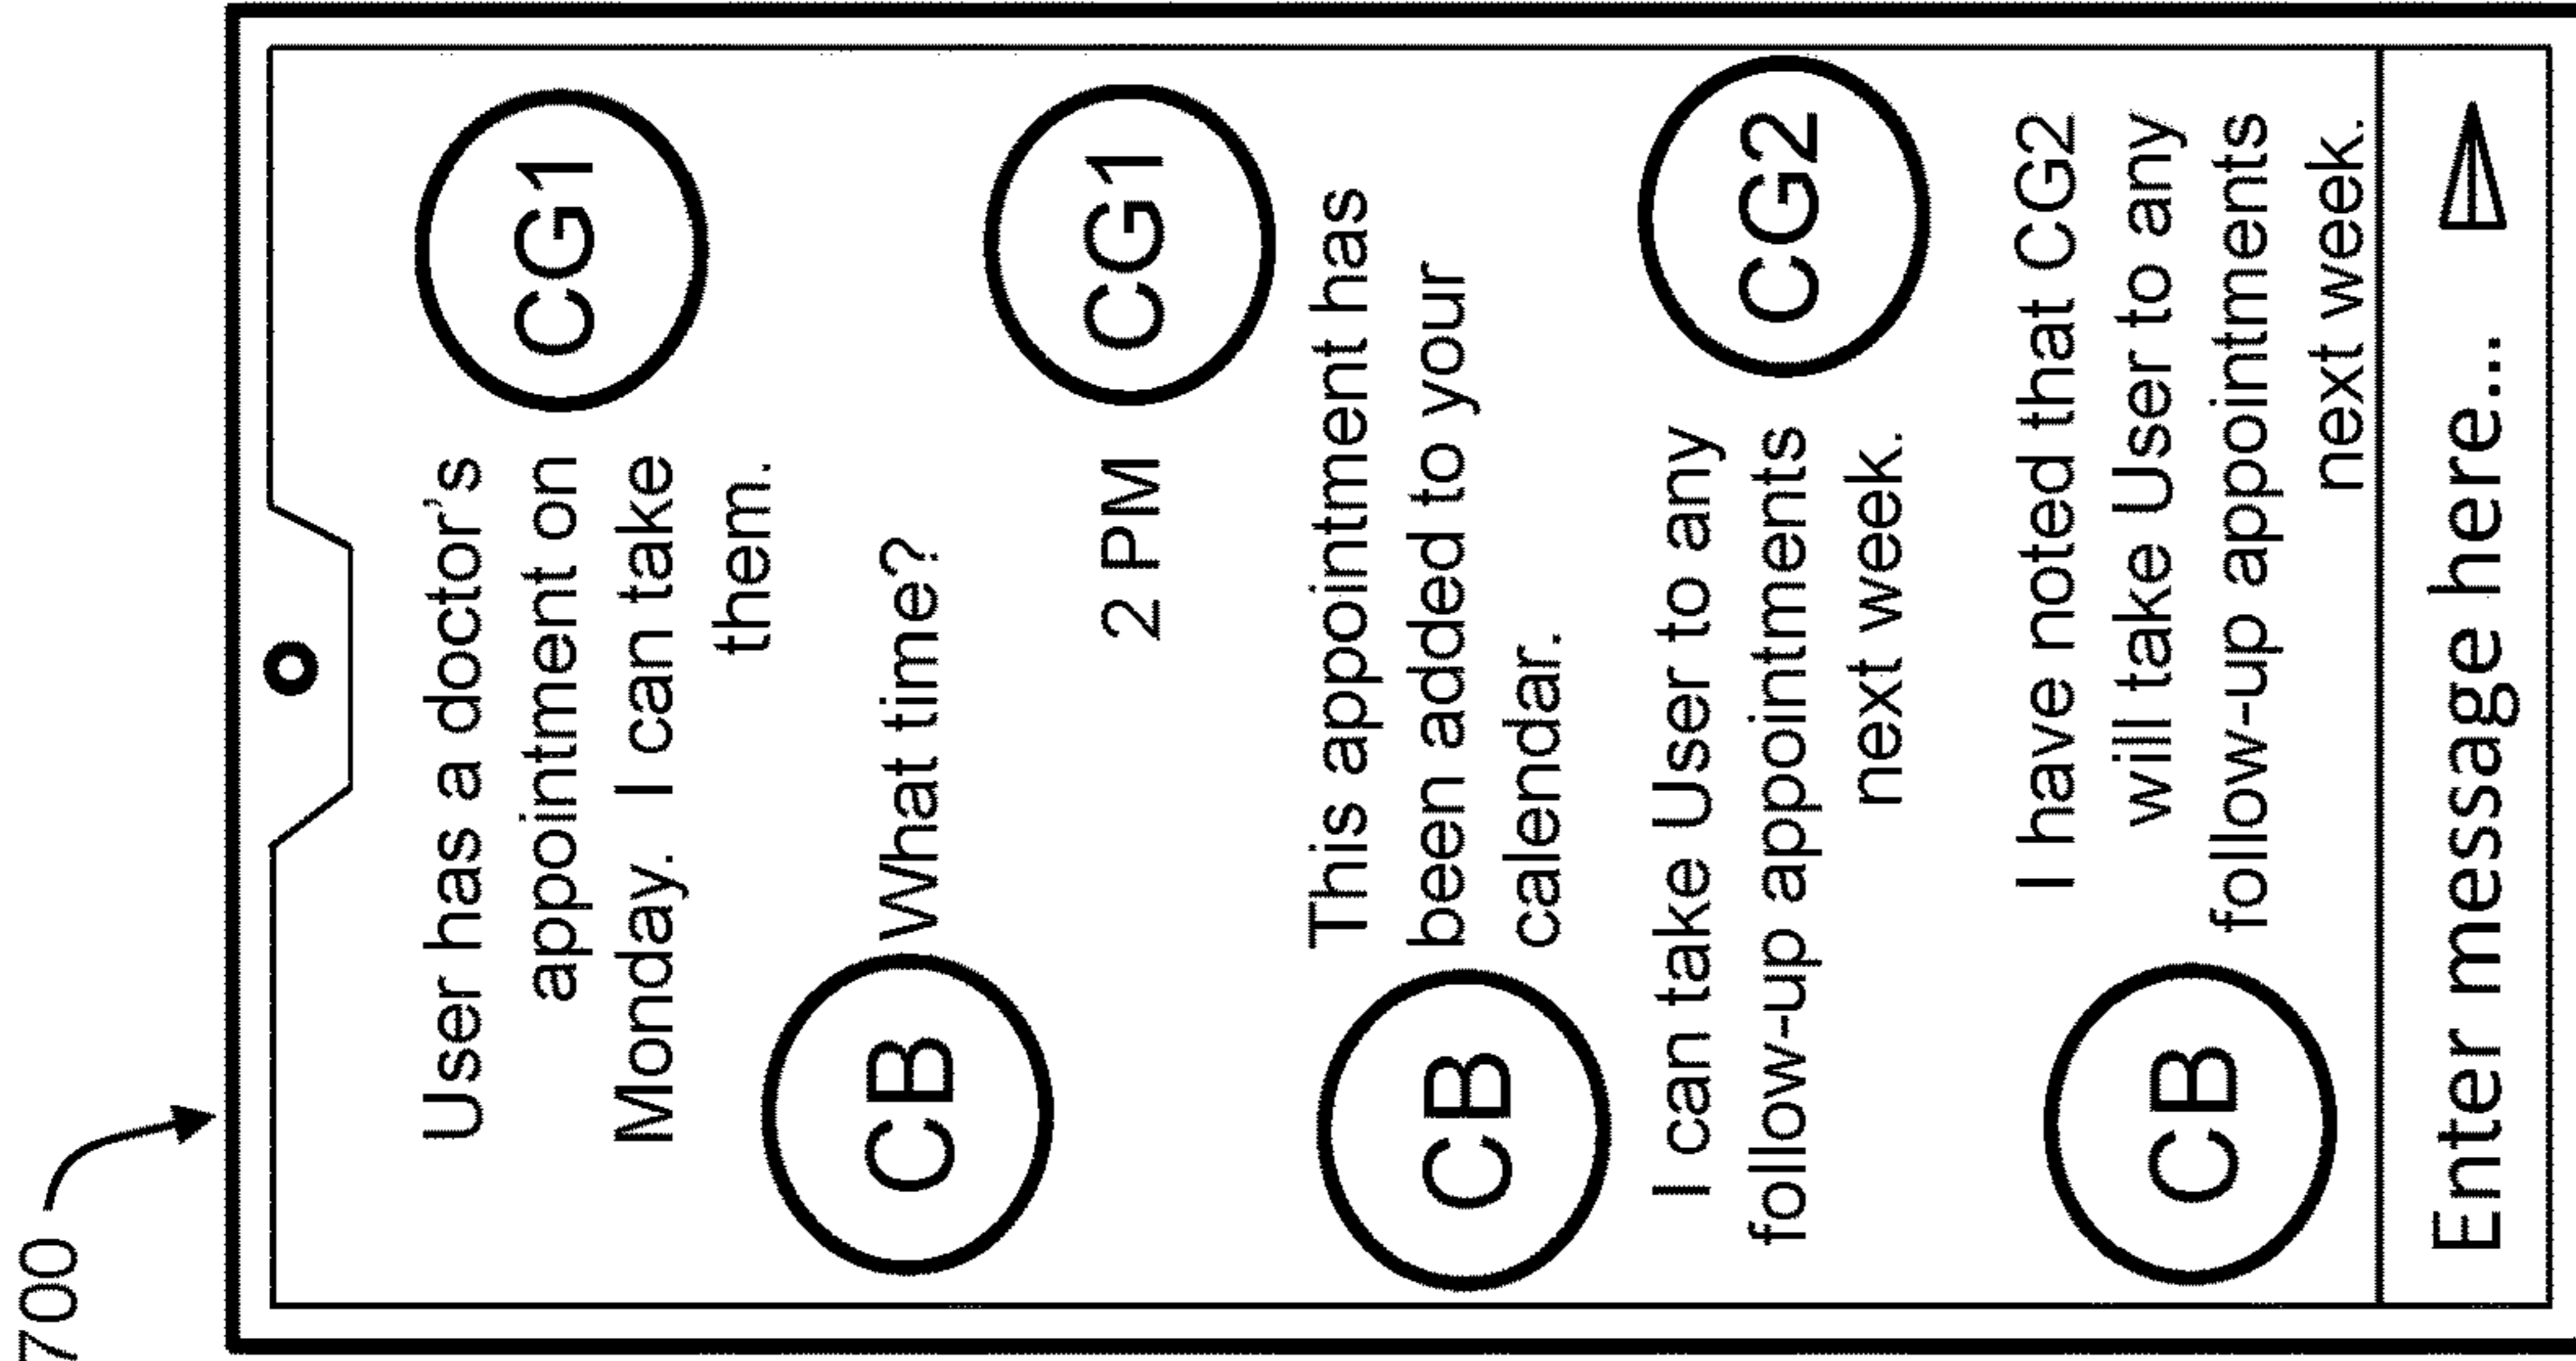 700
User has a doctor's
appointment on
Monday. I can take
them.
CG1
CB
What time?
2 PM
CG1
CB
This appointment has
been added to your
calendar.
I can take User to any
follow-up appointments
next week.
CG2
CB
I have noted that CG2
will take User to any
follow-up appointments
next week.
Enter message here...